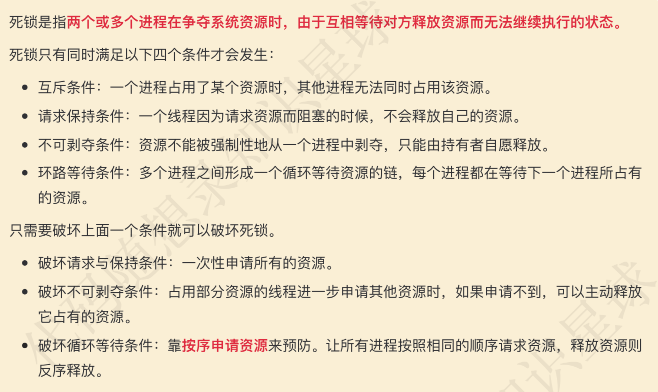 死锁是指两个或多个进程在争夺系统资源时，由于互相等待对方释放资源而无法继续执行的状态。
死锁只有同时满足以下四个条件才会发生：
• 互斥条件：一个进程占用了某个资源时，其他进程无法同时占用该资源。
• 请求保持条件：一个线程因为请求资源而阻塞的时候，不会释放自己的资源。
• 不可剥夺条件：资源不能被强制性地从一个进程中剥夺，只能由持有者自愿释放。
• 环路等待条件：多个进程之间形成一个循环等待资源的链，每个进程都在等待下一个进程所占有
的资源。
只需要破坏上面一个条件就可以破坏死锁。
• 破坏请求与保持条件：一次性申请所有的资源。
• 破坏不可剥夺条件：占用部分资源的线程进一步申请其他资源时，如果申请不到，可以主动释放
它占有的资源。
• 破坏循环等待条件：靠按序申请资源来预防。让所有进程按照相同的顺序请求资源，释放资源则
反序释放。
代码随想录知识星球
知识星球